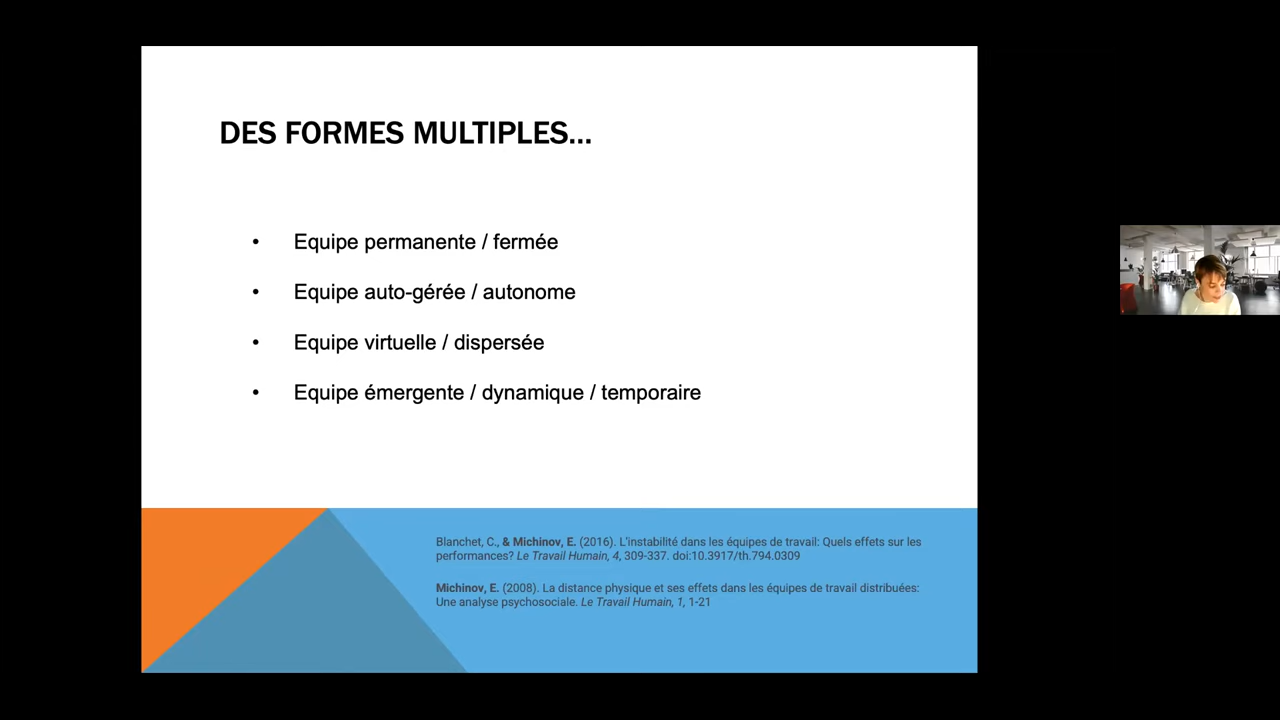 DES FORMES MULTIPLES...
• Equipe permanente / fermée
• Equipe auto-gérée / autonome
• Equipe virtuelle / dispersée
• Equipe émergente / dynamique / temporaire
Blanchet, C., & Michinov, E. (2016). L'instabilité dans les équipes de travail: Quels effets sur les
performances? Le Travail Humain, 4, 309-337. doi:10.3917/th.794.0309
Michinov, E. (2008). La distance physique et ses effets dans les équipes de travail distribuées:
Une analyse psychosociale. Le Travail Humain, 1, 1-21